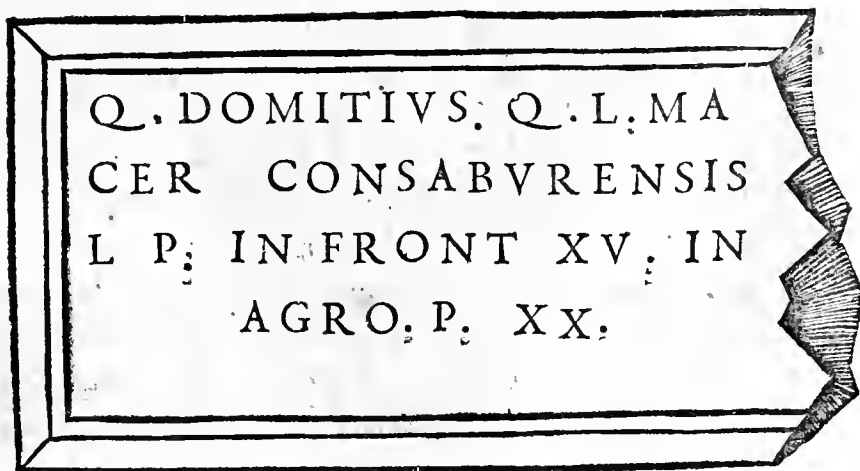 Q. DOMITIVS. Q. L. MA
CER CONSABVRENSIS
L P. IN FRONT XV. IN
AGRO. P. XX.